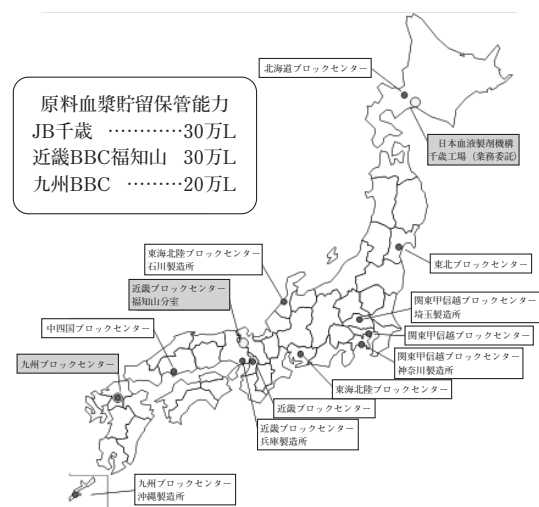 原料血漿貯留保管能力
JB千歳 …………30万L
近畿BBC福知山 30万L
九州BBC ………20万L
北海道ブロックセンター
日本血液製剤機構
千歳工場（業務委託）
東北ブロックセンター
東海北陸ブロックセンター
石川製造所
近畿ブロックセンター
福知山分室
中四国ブロックセンター
九州ブロックセンター
関東甲信越ブロックセンター
埼玉製造所
関東甲信越ブロックセンター
関東甲信越ブロックセンター
神奈川製造所
東海北陸ブロックセンター
近畿ブロックセンター
近畿ブロックセンター
兵庫製造所
九州ブロックセンター
沖縄製造所